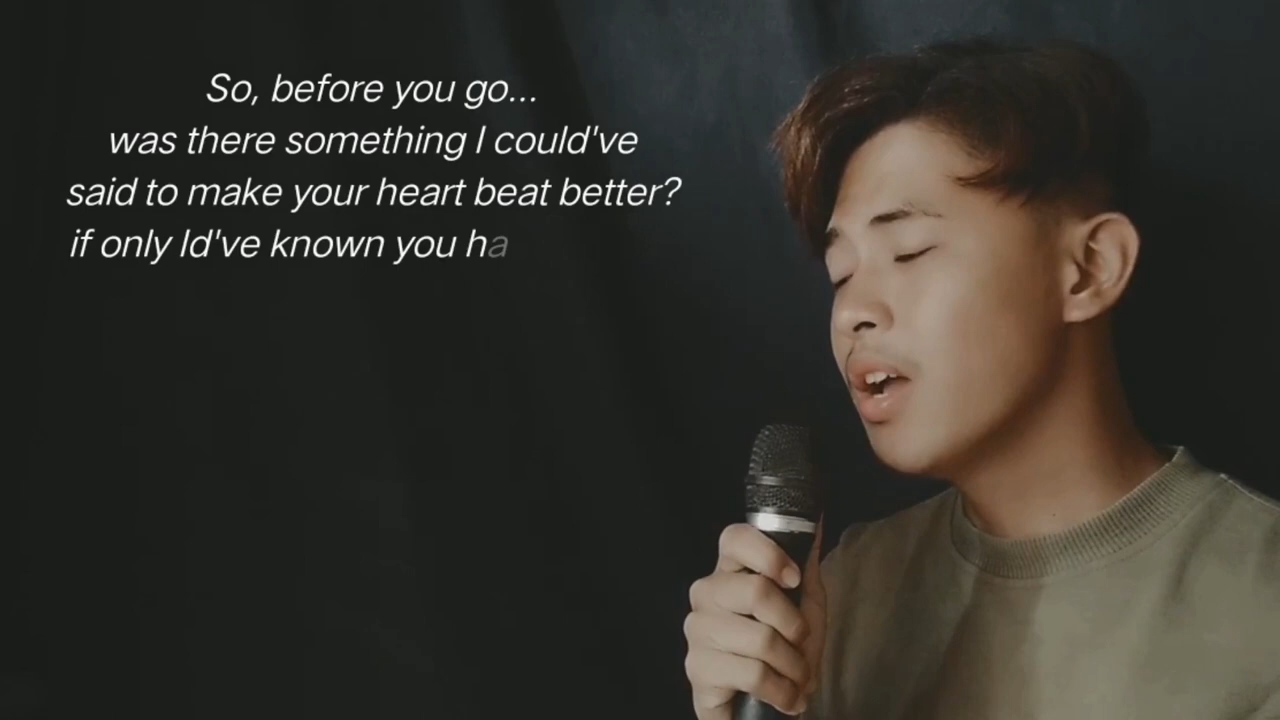 So, before you go...
was there something I could've
said to make your heart beat better?
if only Id've known you ha